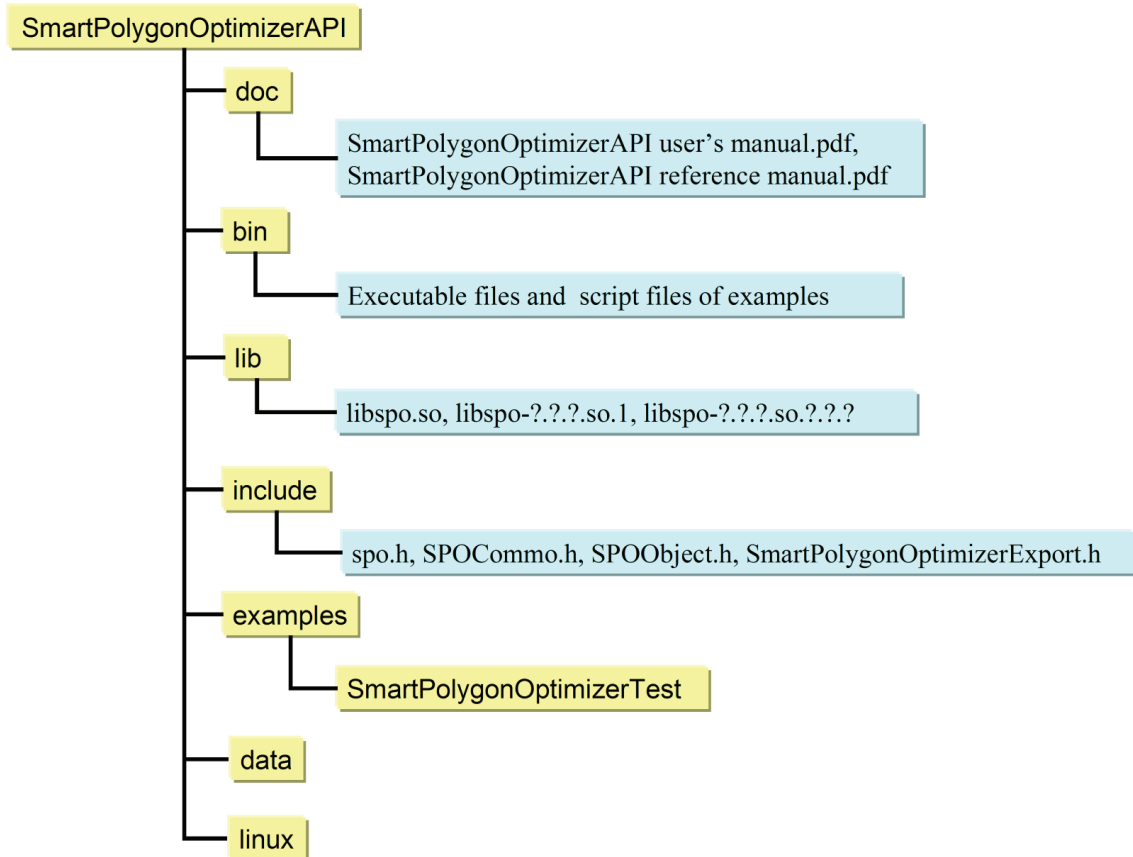 SmartPolygonOptimizerAPI
doc
SmartPolygonOptimizerAPI user’s manual.pdf,
SmartPolygonOptimizerAPI reference manual.pdf
bin
Executable files and script files of examples
lib
libspo.so, libspo-?.?.?.so.1, libspo-?.?.?.so.?.?.?
include
spo.h, SPOCommo.h, SPOObject.h, SmartPolygonOptimizerExport.h
examples
SmartPolygonOptimizerTest
data
linux